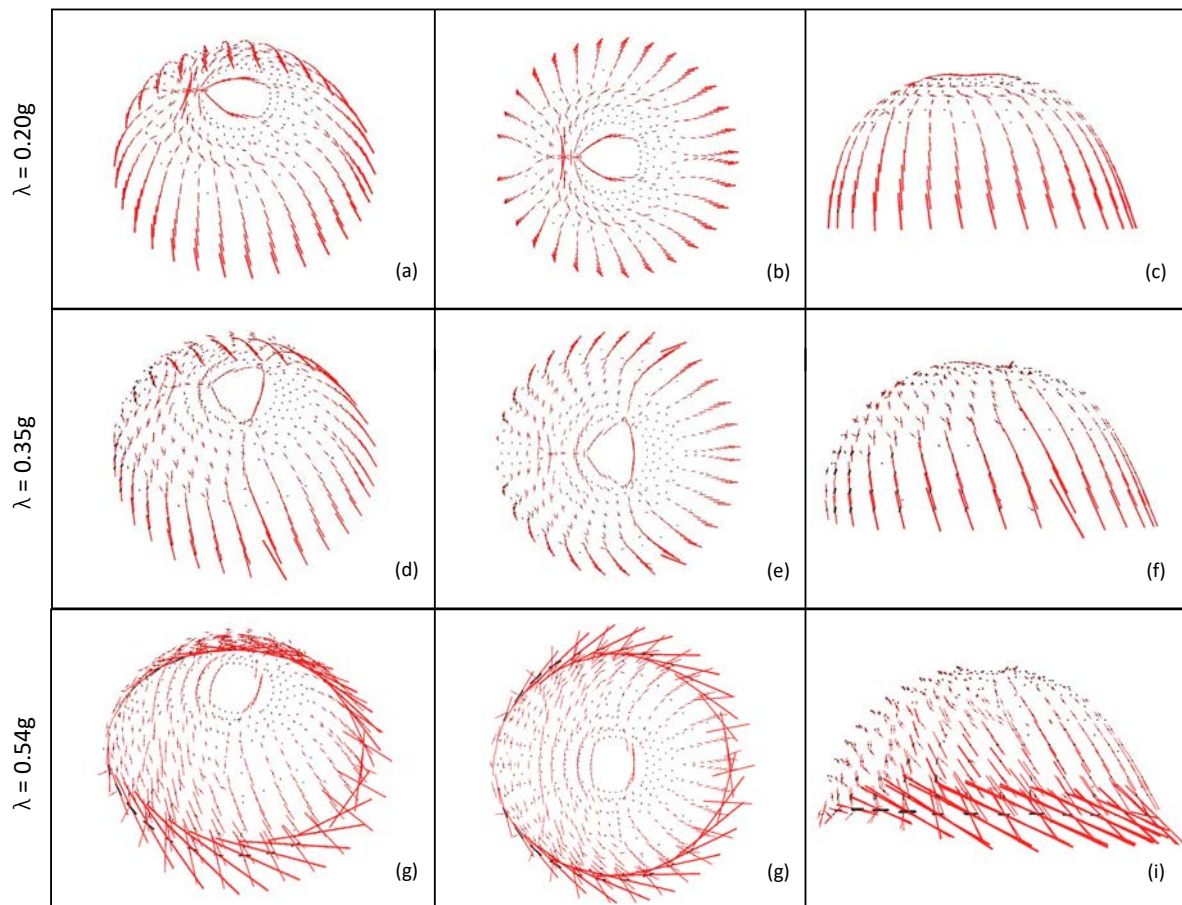 λ = 0.20g
(a)
(b)
(c)
λ = 0.35g
(d)
(e)
(f)
λ = 0.54g
(g)
(g)
(i)